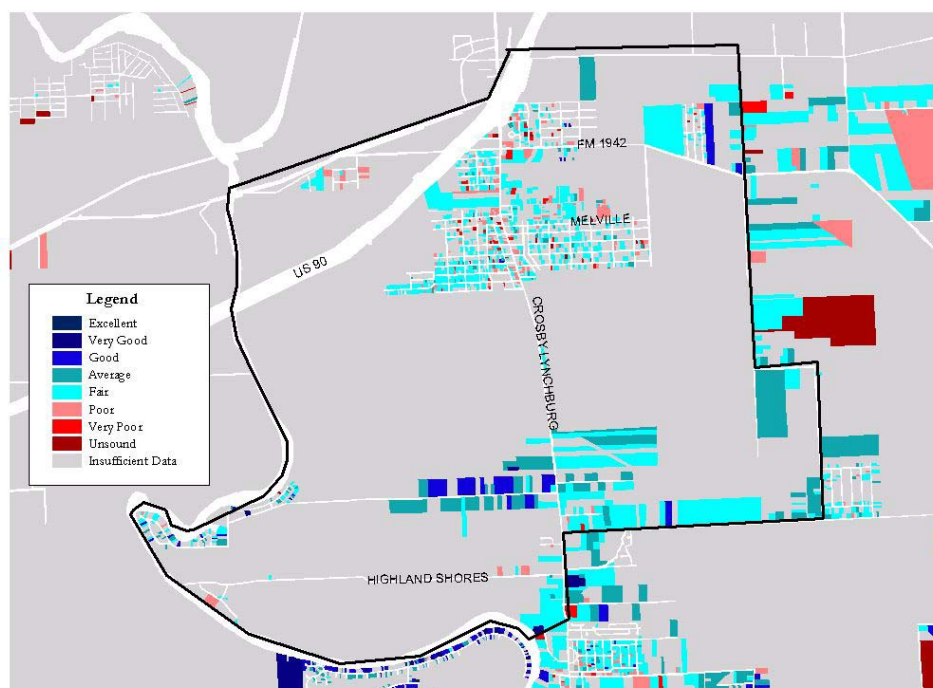 FM 1942
MELVILLE
US 90
CROSBY LYNCHBURG
HIGHLAND SHORES
Legend
Excellent
Very Good
Good
Average
Fair
Poor
Very Poor
Unsound
Insufficient Data